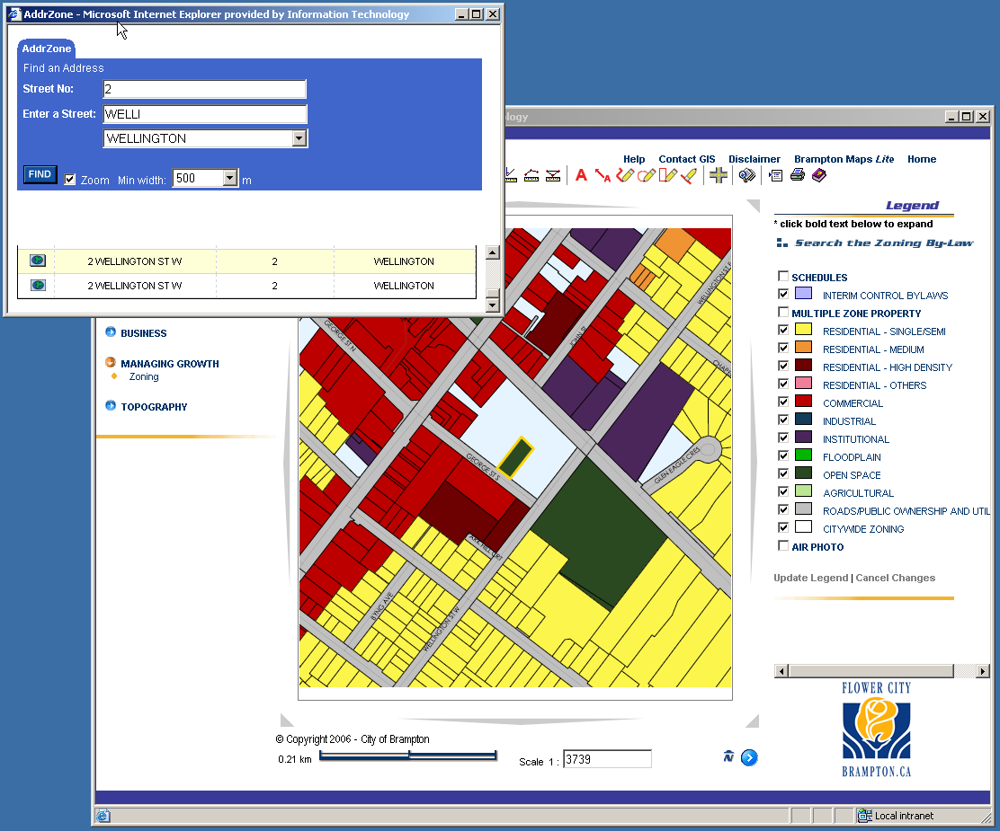 AddrZone - Microsoft Internet Explorer provided by Information Technology
AddrZone
Find an Address
Street No:
2
Enter a Street:
WELLI
WELLINGTON
FIND
Zoom
Min width:
500
m
2 WELLINGTON ST W
2
WELLINGTON
2 WELLINGTON ST W
2
WELLINGTON
Help
Contact GIS
Disclaimer
Brampton Maps Lite
Home
BUSINESS
MANAGING GROWTH
Zoning
TOPOGRAPHY
GEORGE ST N
JOHN ST
WELLINGTON ST E
GEORGE ST S
GLEN EAGLE CRES
BYNG AVE
WELLINGTON ST W
Legend
* click bold text below to expand
Search the Zoning By-Law
SCHEDULES
INTERIM CONTROL BYLAWS
MULTIPLE ZONE PROPERTY
RESIDENTIAL - SINGLE/SEMI
RESIDENTIAL - MEDIUM
RESIDENTIAL - HIGH DENSITY
RESIDENTIAL - OTHERS
COMMERCIAL
INDUSTRIAL
INSTITUTIONAL
FLOODPLAIN
OPEN SPACE
AGRICULTURAL
ROADS/PUBLIC OWNERSHIP AND UTIL
CITYWIDE ZONING
AIR PHOTO
Update Legend | Cancel Changes
FLOWER CITY
BRAMPTON.CA
© Copyright 2006 - City of Brampton
0.21 km
Scale 1 :
3739
Local intranet